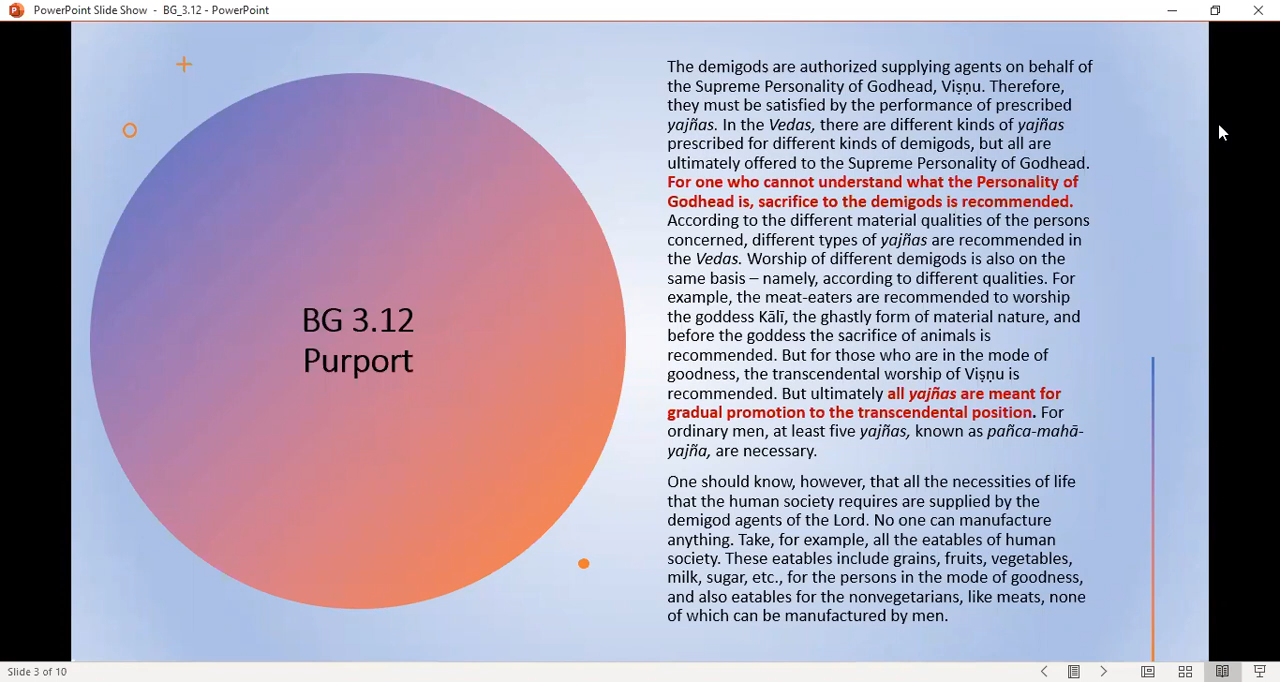 PowerPoint Slide Show - BG_3.12 - PowerPoint
BG 3.12
Purport
The demigods are authorized supplying agents on behalf of
the Supreme Personality of Godhead, Viṣṇu. Therefore,
they must be satisfied by the performance of prescribed
yajñas. In the Vedas, there are different kinds of yajñas
prescribed for different kinds of demigods, but all are
ultimately offered to the Supreme Personality of Godhead.
For one who cannot understand what the Personality of
Godhead is, sacrifice to the demigods is recommended.
According to the different material qualities of the persons
concerned, different types of yajñas are recommended in
the Vedas. Worship of different demigods is also on the
same basis – namely, according to different qualities. For
example, the meat-eaters are recommended to worship
the goddess Kālī, the ghastly form of material nature, and
before the goddess the sacrifice of animals is
recommended. But for those who are in the mode of
goodness, the transcendental worship of Viṣṇu is
recommended. But ultimately all yajñas are meant for
gradual promotion to the transcendental position. For
ordinary men, at least five yajñas, known as pañca-mahā-
yajña, are necessary.
One should know, however, that all the necessities of life
that the human society requires are supplied by the
demigod agents of the Lord. No one can manufacture
anything. Take, for example, all the eatables of human
society. These eatables include grains, fruits, vegetables,
milk, sugar, etc., for the persons in the mode of goodness,
and also eatables for the nonvegetarians, like meats, none
of which can be manufactured by men.
Slide 3 of 10